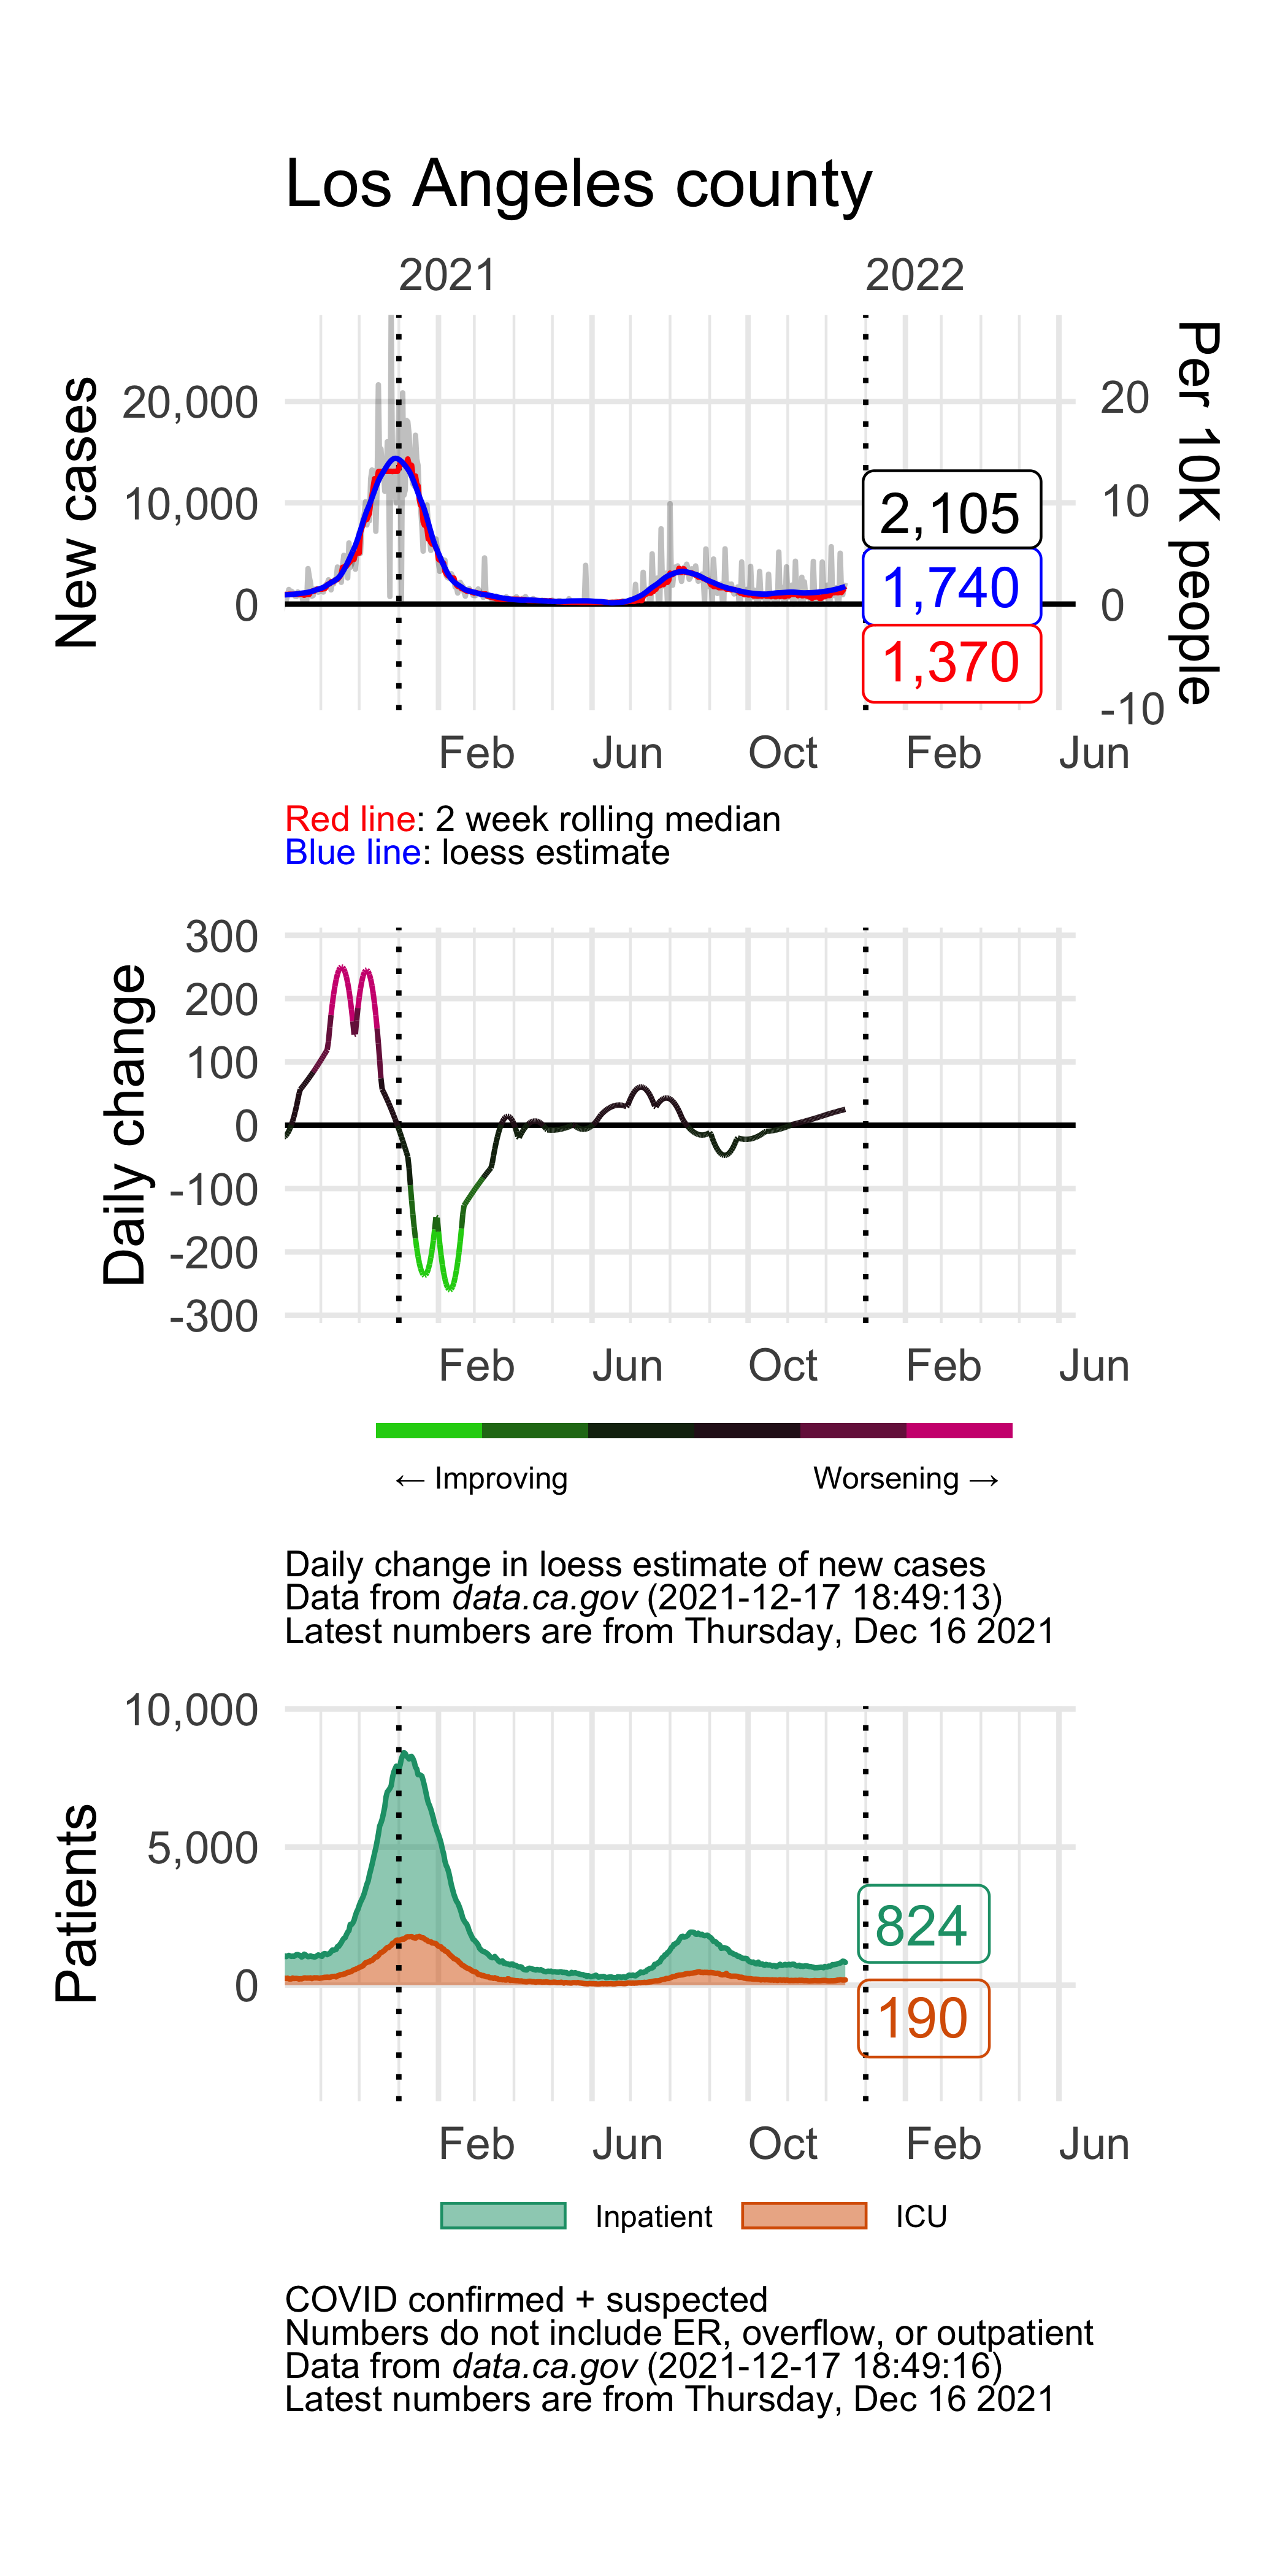 Los Angeles county
2021 2022
New cases
20,000
10,000
0
20
10
0
-10
Per 10K people
2,105
1,740
1,370
Feb Jun Oct Feb Jun
Red line: 2 week rolling median
Blue line: loess estimate
Daily change
300
200
100
0
-100
-200
-300
Feb Jun Oct Feb Jun
← Improving Worsening →
Daily change in loess estimate of new cases
Data from data.ca.gov (2021-12-17 18:49:13)
Latest numbers are from Thursday, Dec 16 2021
Patients
10,000
5,000
0
824
190
Feb Jun Oct Feb Jun
Inpatient ICU
COVID confirmed + suspected
Numbers do not include ER, overflow, or outpatient
Data from data.ca.gov (2021-12-17 18:49:16)
Latest numbers are from Thursday, Dec 16 2021